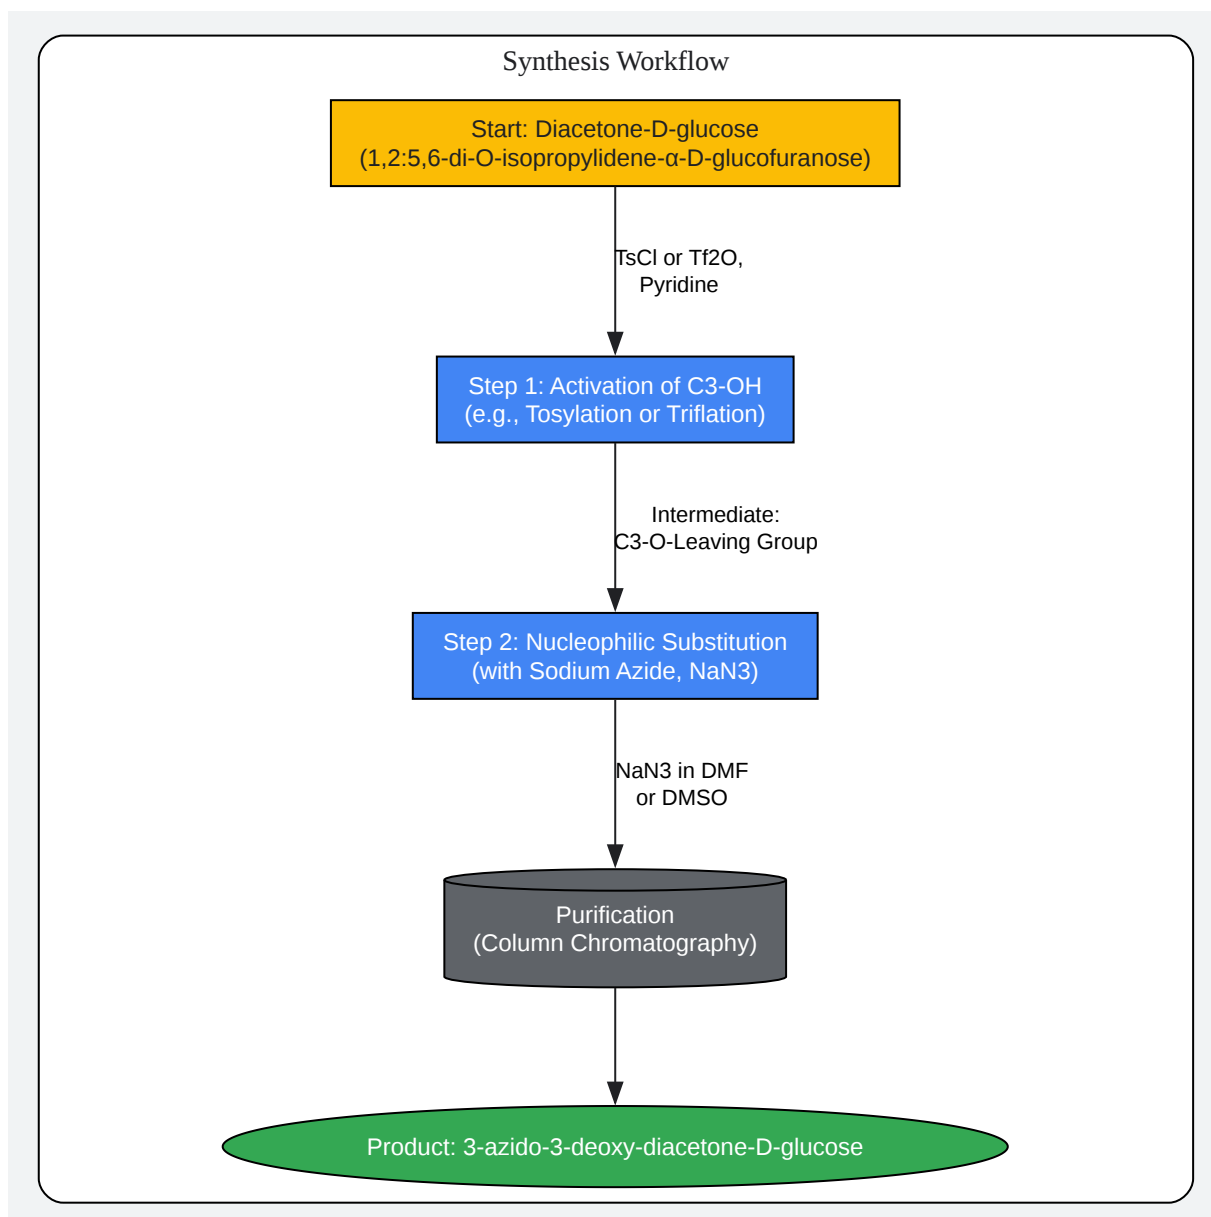 Synthesis Workflow
Start: Diacetone-D-glucose
(1,2:5,6-di-O-isopropylidene-α-D-glucofuranose)
TsCl or Tf2O,
Pyridine
Step 1: Activation of C3-OH
(e.g., Tosylation or Triflation)
Intermediate:
C3-O-Leaving Group
Step 2: Nucleophilic Substitution
(with Sodium Azide, NaN3)
NaN3 in DMF
or DMSO
Purification
(Column Chromatography)
Product: 3-azido-3-deoxy-diacetone-D-glucose